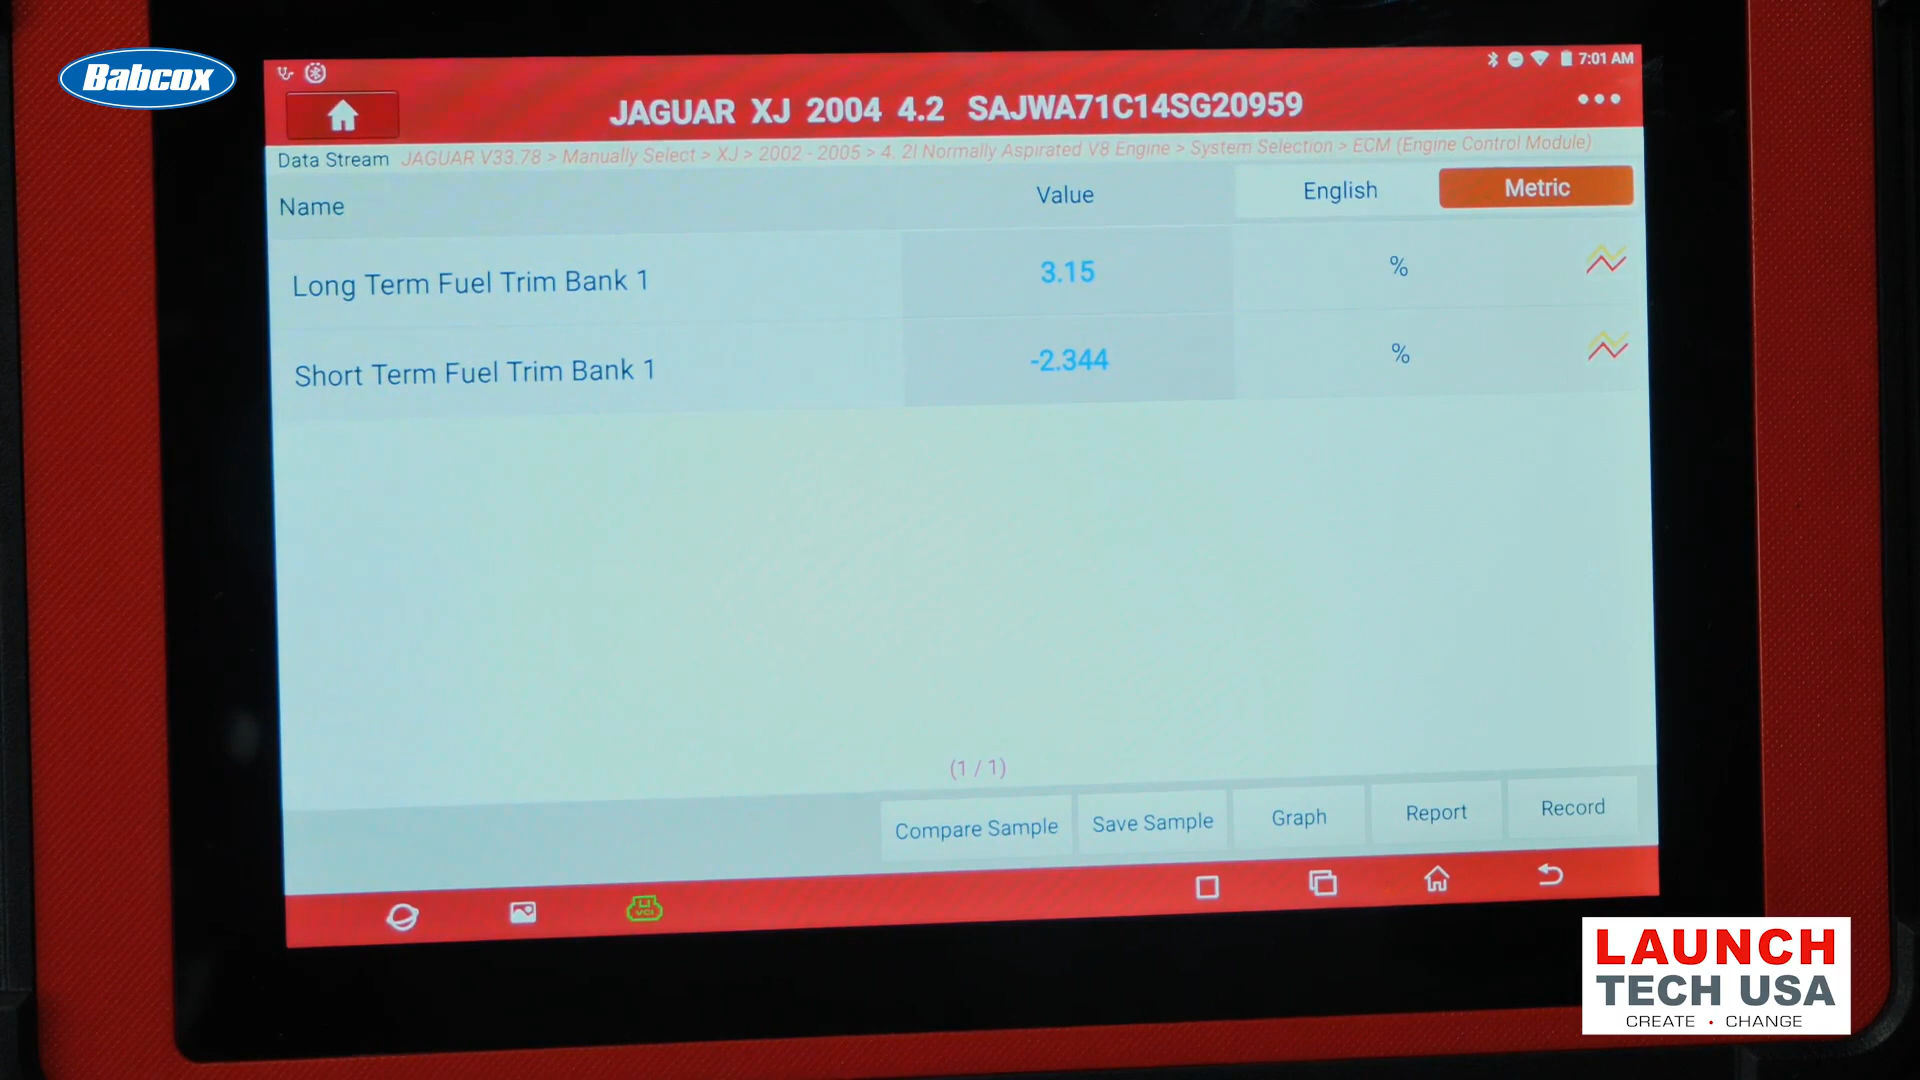 Babcox
7:01 AM
JAGUAR XJ 2004 4.2 SAJWA71C14SG20959
Data Stream JAGUAR V33.78 > Manually Select > XJ > 2002 - 2005 > 4. 2l Normally Aspirated V8 Engine > System Selection > ECM (Engine Control Module)
Name Value English Metric
Long Term Fuel Trim Bank 1 3.15 %
Short Term Fuel Trim Bank 1 -2.344 %
(1 / 1)
Compare Sample Save Sample Graph Report Record
VCI
LAUNCH
TECH USA
CREATE • CHANGE